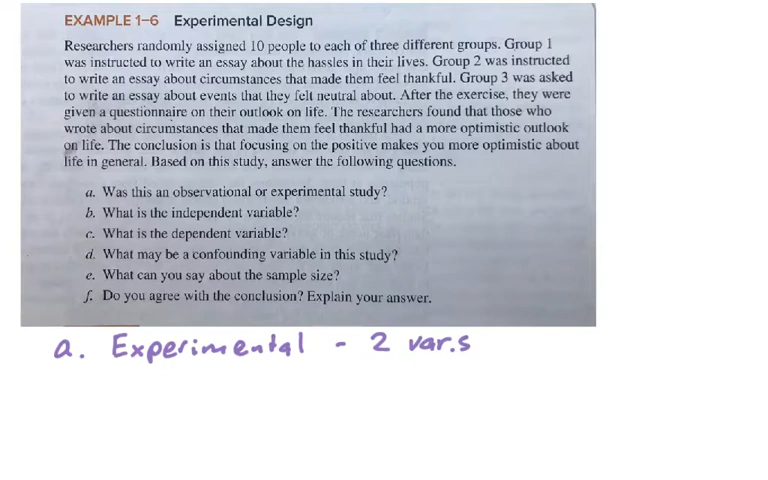 EXAMPLE 1–6 Experimental Design
Researchers randomly assigned 10 people to each of three different groups. Group 1
was instructed to write an essay about the hassles in their lives. Group 2 was instructed
to write an essay about circumstances that made them feel thankful. Group 3 was asked
to write an essay about events that they felt neutral about. After the exercise, they were
given a questionnaire on their outlook on life. The researchers found that those who
wrote about circumstances that made them feel thankful had a more optimistic outlook
on life. The conclusion is that focusing on the positive makes you more optimistic about
life in general. Based on this study, answer the following questions.
a. Was this an observational or experimental study?
b. What is the independent variable?
c. What is the dependent variable?
d. What may be a confounding variable in this study?
e. What can you say about the sample size?
f. Do you agree with the conclusion? Explain your answer.
a. Experimental - 2 var.s